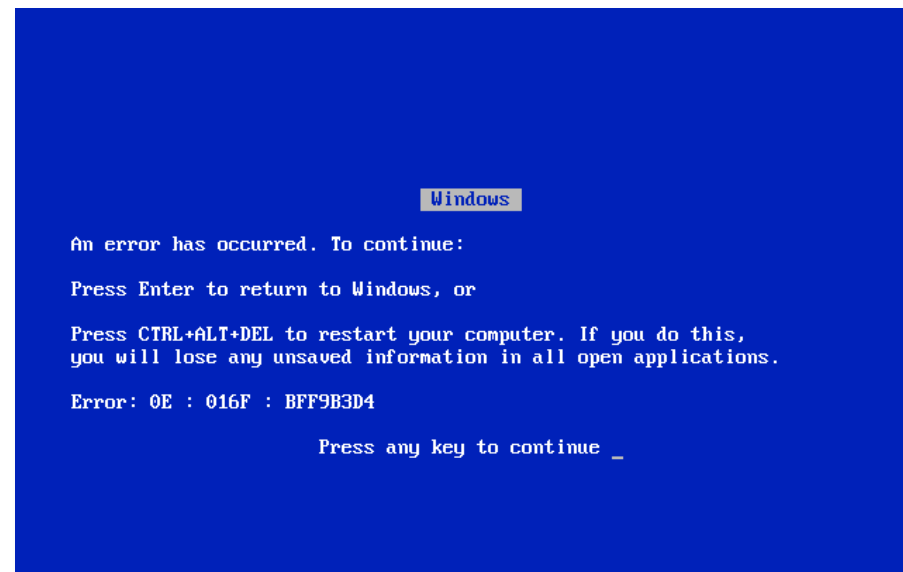 Windows
An error has occurred. To continue:
Press Enter to return to Windows, or
Press CTRL+ALT+DEL to restart your computer. If you do this,
you will lose any unsaved information in all open applications.
Error: 0E : 016F : BFF9B3D4
Press any key to continue _